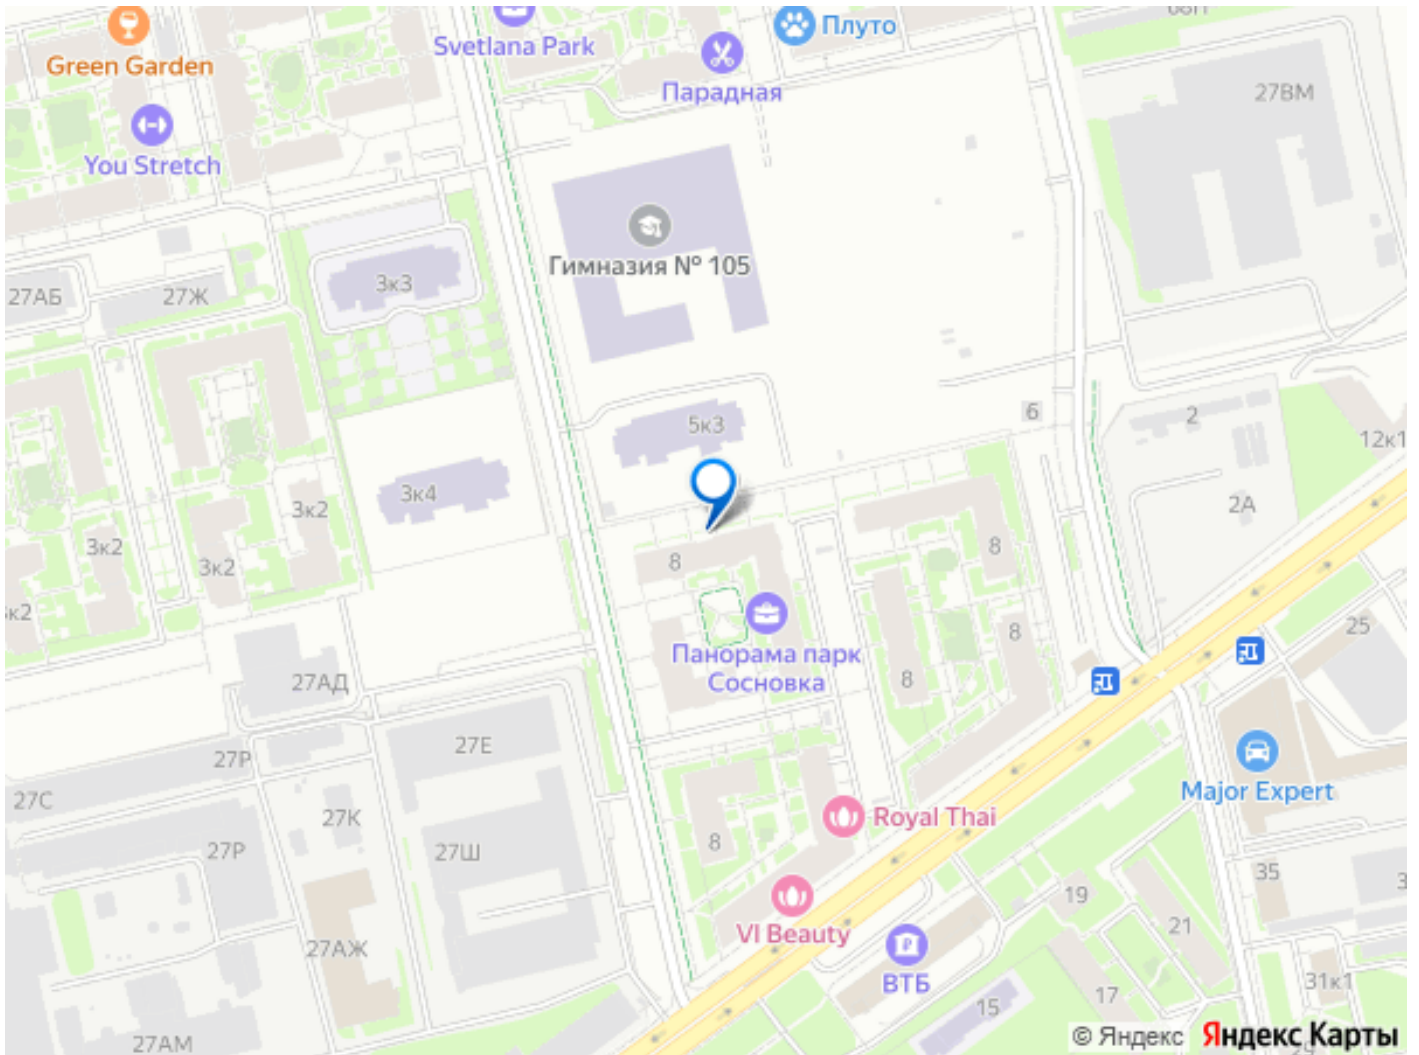 Green Garden
Svetlana Park
Плуто
Парадная
27ВМ
You Stretch
Гимназия № 105
3к3
27АБ
27Ж
5к3
6
2
12к1
3к4
3к2
3к2
3к2
2А
8
8
8
8
Панорама парк
Сосновка
25
27АД
27Е
27Р
27С
27К
27Р
27Ш
Major Expert
Royal Thai
8
35
19
21
VI Beauty
27АЖ
ВТБ
31к1
17
15
27АМ
© Яндекс Яндекс Карты